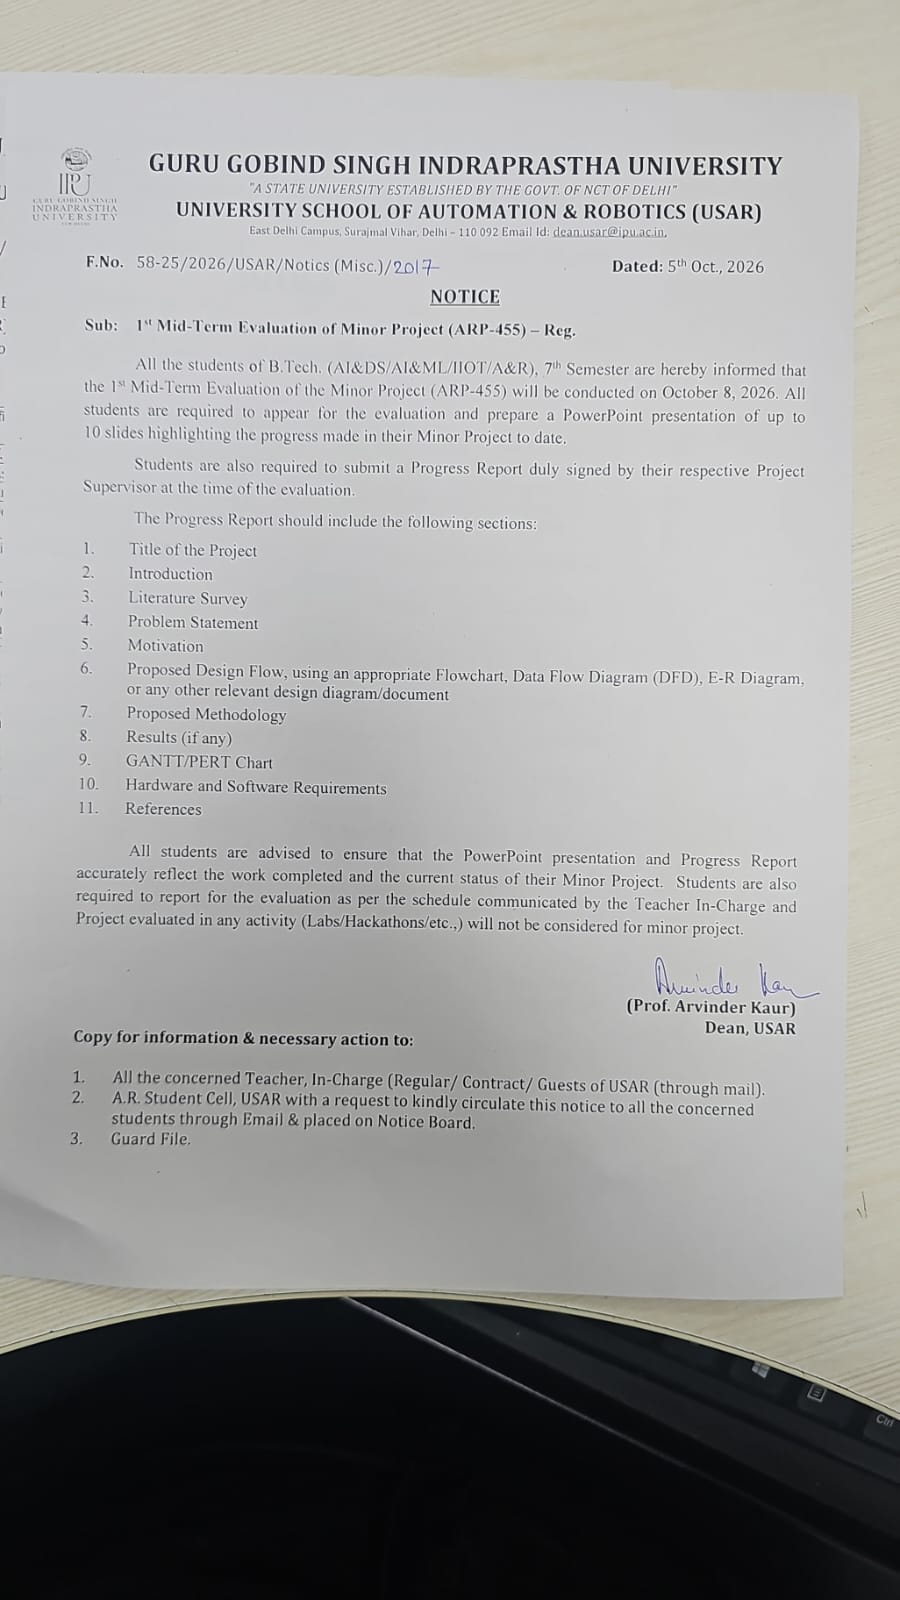 GURU GOBIND SINGH INDRAPRASTHA UNIVERSITY
"A STATE UNIVERSITY ESTABLISHED BY THE GOVT. OF NCT OF DELHI"
UNIVERSITY SCHOOL OF AUTOMATION & ROBOTICS (USAR)
East Delhi Campus, Surajmal Vihar, Delhi – 110 092 Email Id: dean.usar@ipu.ac.in.
IPU
GURU GOBIND SINGH
INDRAPRASTHA
UNIVERSITY
F.No. 58-25/2026/USAR/Notices (Misc.)/2017
Dated: 5th Oct., 2026
NOTICE
Sub: 1st Mid-Term Evaluation of Minor Project (ARP-455) – Reg.
All the students of B.Tech. (AI&DS/AI&ML/IIOT/A&R), 7th Semester are hereby informed that
the 1st Mid-Term Evaluation of the Minor Project (ARP-455) will be conducted on October 8, 2026. All
students are required to appear for the evaluation and prepare a PowerPoint presentation of up to
10 slides highlighting the progress made in their Minor Project to date.
Students are also required to submit a Progress Report duly signed by their respective Project
Supervisor at the time of the evaluation.
The Progress Report should include the following sections:
1. Title of the Project
2. Introduction
3. Literature Survey
4. Problem Statement
5. Motivation
6. Proposed Design Flow, using an appropriate Flowchart, Data Flow Diagram (DFD), E-R Diagram,
or any other relevant design diagram/document
7. Proposed Methodology
8. Results (if any)
9. GANTT/PERT Chart
10. Hardware and Software Requirements
11. References
All students are advised to ensure that the PowerPoint presentation and Progress Report
accurately reflect the work completed and the current status of their Minor Project. Students are also
required to report for the evaluation as per the schedule communicated by the Teacher In-Charge and
Project evaluated in any activity (Labs/Hackathons/etc.,) will not be considered for minor project.
Arvinder Kaur
(Prof. Arvinder Kaur)
Dean, USAR
Copy for information & necessary action to:
1. All the concerned Teacher, In-Charge (Regular/ Contract/ Guests of USAR (through mail).
2. A.R. Student Cell, USAR with a request to kindly circulate this notice to all the concerned
students through Email & placed on Notice Board.
3. Guard File.
Ctrl